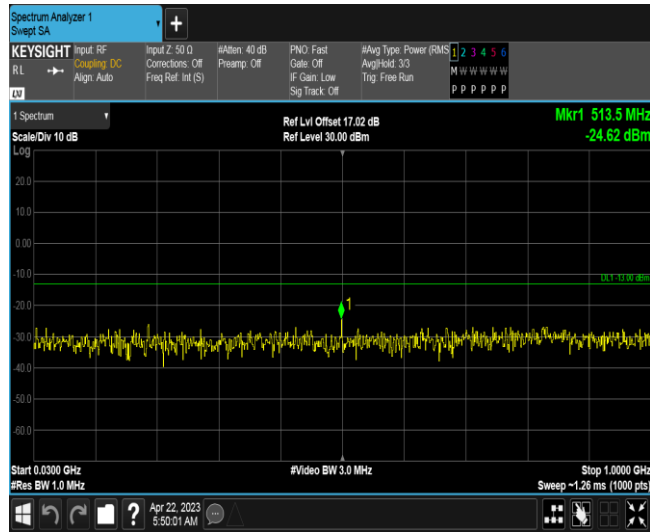 Spectrum Analyzer 1
Swept SA
+
KEYSIGHT
RL
LXI
Input: RF
Coupling: DC
Align: Auto
Input Z: 50 Ω
Corrections: Off
Freq Ref: Int (S)
#Atten: 40 dB
Preamp: Off
PNO: Fast
Gate: Off
IF Gain: Low
Sig Track: Off
#Avg Type: Power (RMS
Avg|Hold: 3/3
Trig: Free Run
1 2 3 4 5 6
M W W W W W
P P P P P P
1 Spectrum
Scale/Div 10 dB
Ref Lvl Offset 17.02 dB
Ref Level 30.00 dBm
Mkr1 513.5 MHz
-24.62 dBm
Log
20.0
10.0
0.00
DL1 -13.00 dBm
-10.0
1
-20.0
-30.0
-40.0
-50.0
-60.0
Start 0.0300 GHz
#Res BW 1.0 MHz
#Video BW 3.0 MHz
Stop 1.0000 GHz
Sweep ~1.26 ms (1000 pts)
?
Apr 22, 2023
5:50:01 AM